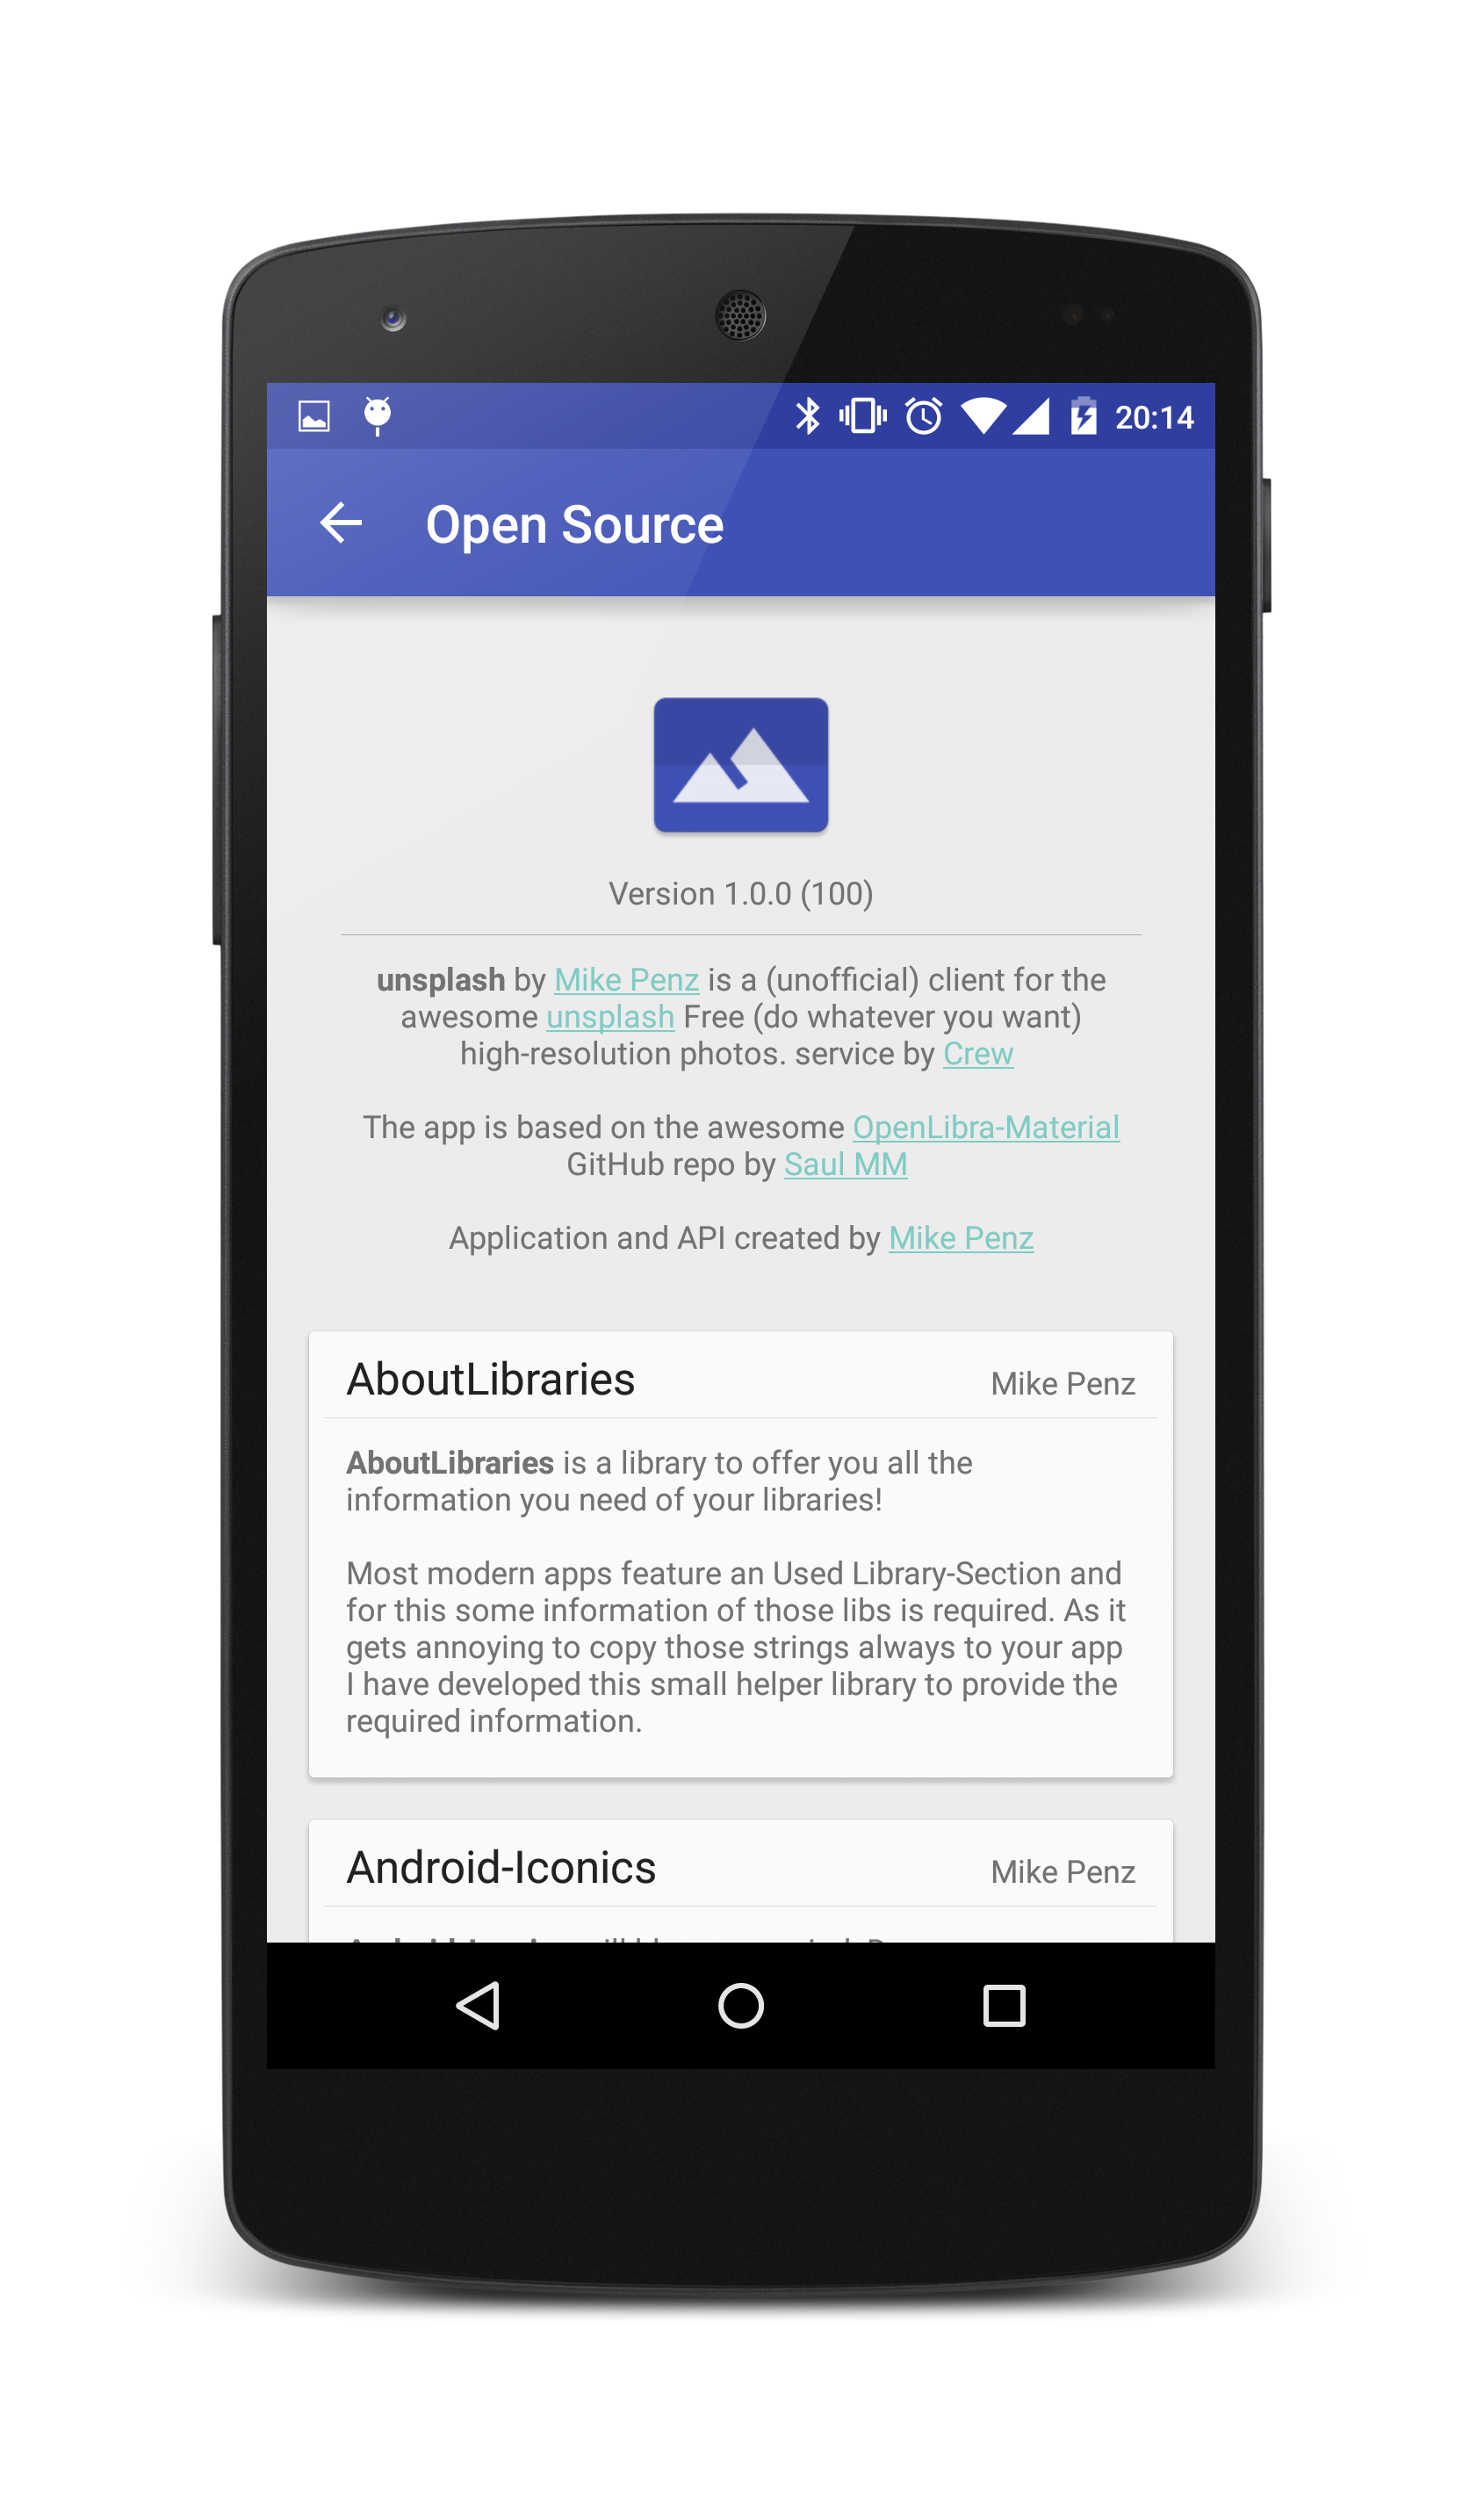 20:14
Open Source
Version 1.0.0 (100)
unsplash by Mike Penz is a (unofficial) client for the
awesome unsplash Free (do whatever you want)
high-resolution photos. service by Crew
The app is based on the awesome OpenLibra-Material
GitHub repo by Saul MM
Application and API created by Mike Penz
AboutLibraries
Mike Penz
AboutLibraries is a library to offer you all the
information you need of your libraries!
Most modern apps feature an Used Library-Section and
for this some information of those libs is required. As it
gets annoying to copy those strings always to your app
I have developed this small helper library to provide the
required information.
Android-Iconics
Mike Penz